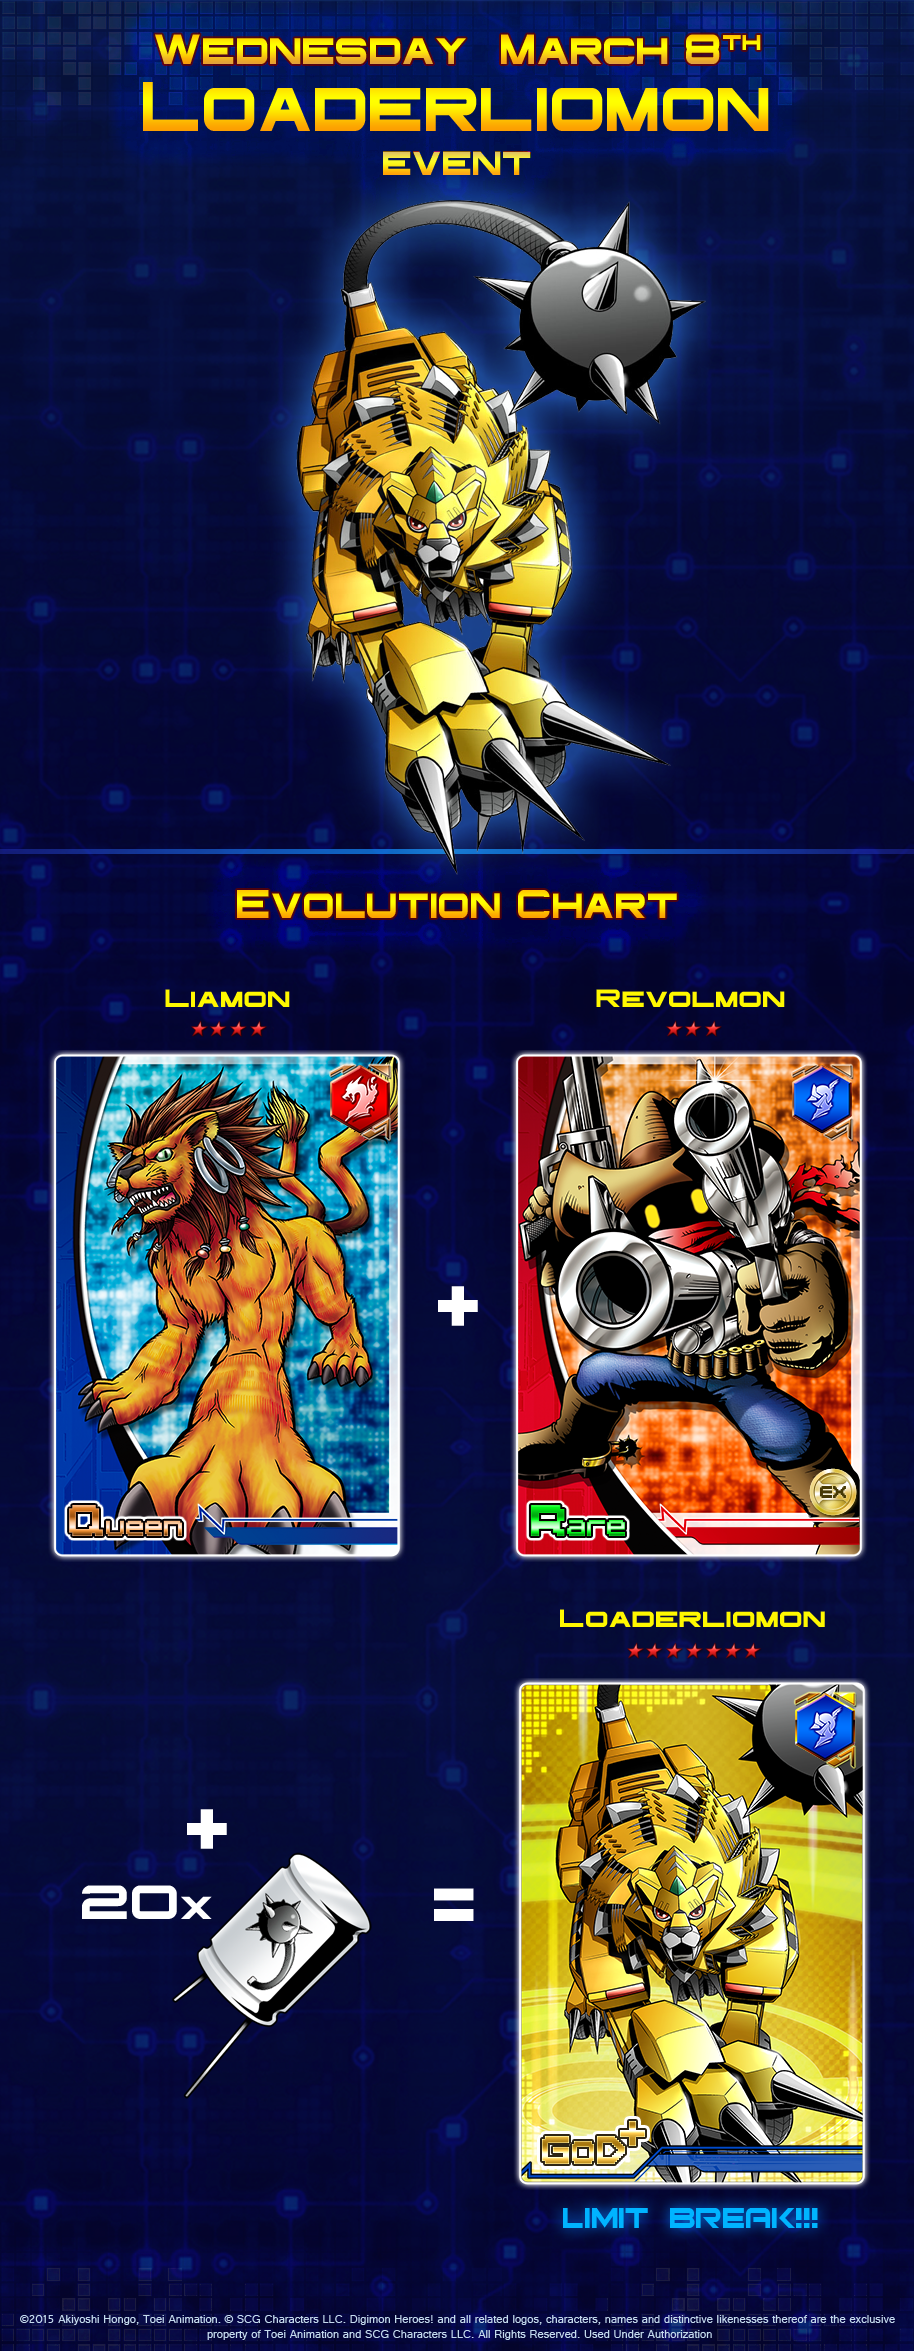 WEDNESDAY MARCH 8TH
LOADERLIOMON
EVENT
EVOLUTION CHART
LIAMON
REVOLMON
Queen
EX
Rare
LOADERLIOMON
+
20x
=
GOD+
LIMIT BREAK!!!
©2015 Akiyoshi Hongo, Toei Animation. © SCG Characters LLC. Digimon Heroes! and all related logos, characters, names and distinctive likenesses thereof are the exclusive
property of Toei Animation and SCG Characters LLC. All Rights Reserved. Used Under Authorization